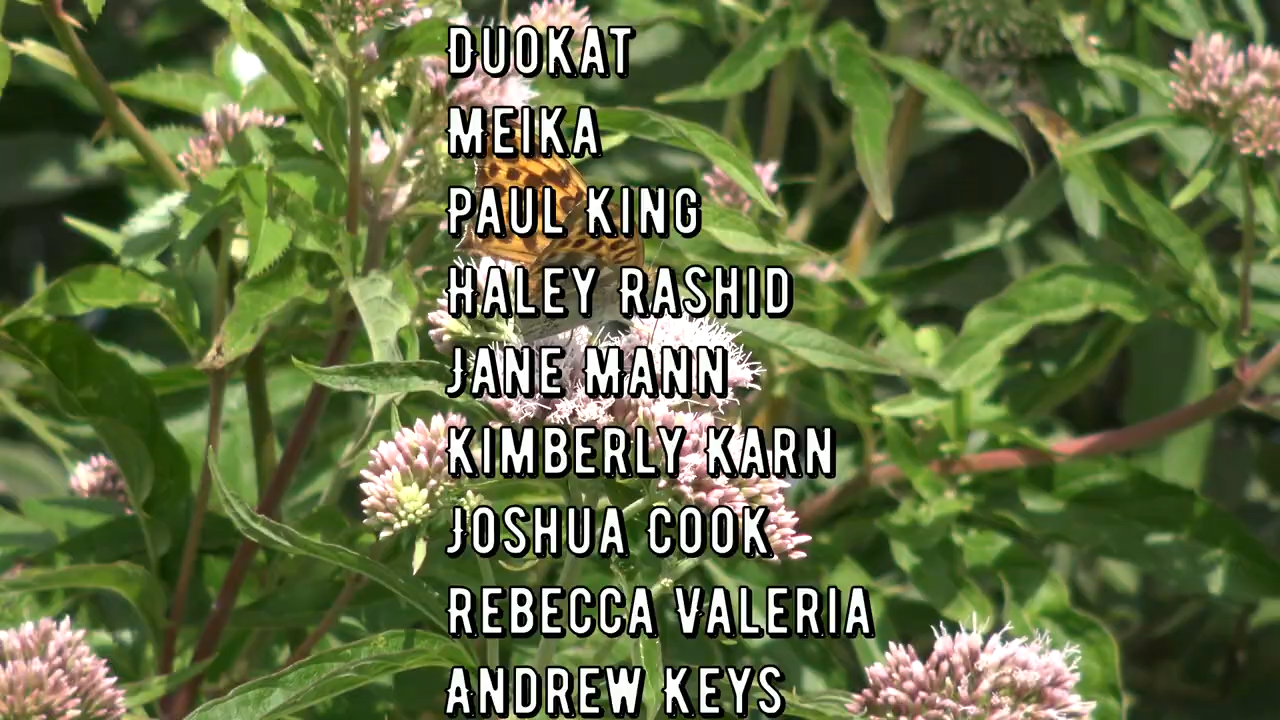 Duokat
Meika
Paul King
Haley Rashid
Jane Mann
Kimberly Karn
Joshua Cook
Rebecca Valeria
Andrew Keys